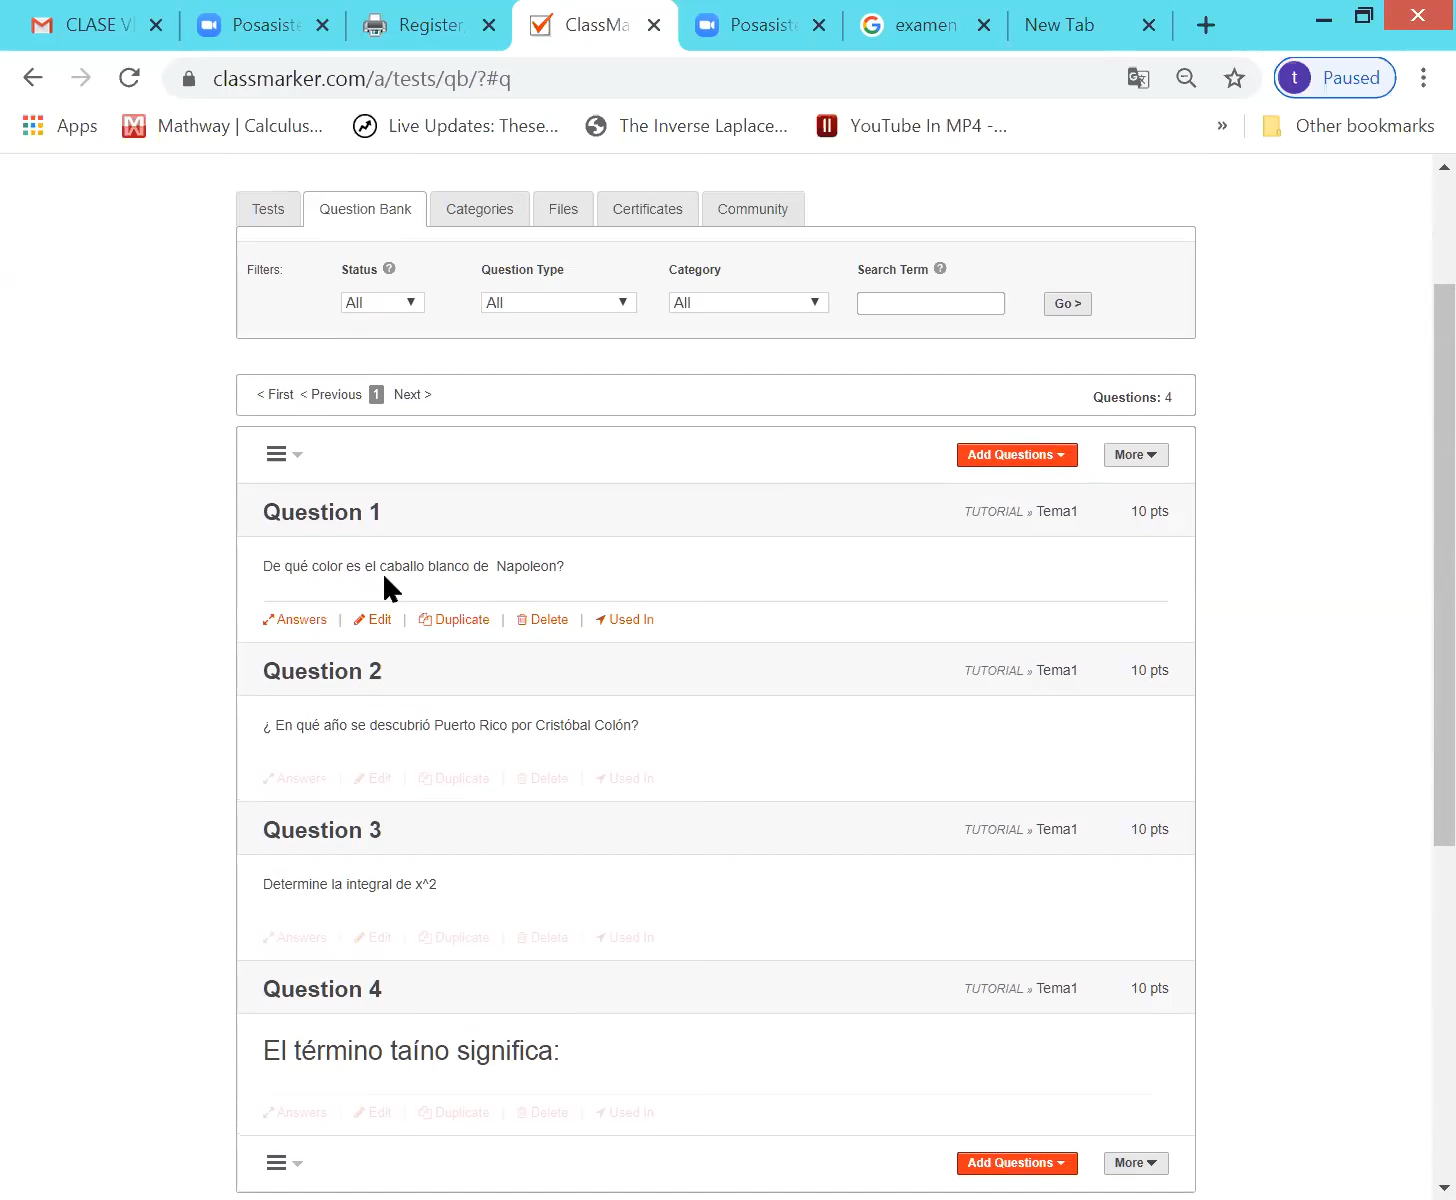 CLASE VI
Posasiste
Register,
ClassMa
Posasiste
examen
New Tab
classmarker.com/a/tests/qb/?#q
t Paused
Apps
Mathway | Calculus...
Live Updates: These...
The Inverse Laplace...
YouTube In MP4 -...
»
Other bookmarks
Tests
Question Bank
Categories
Files
Certificates
Community
Filters:
Status
Question Type
Category
Search Term
All
All
All
Go >
< First < Previous 1 Next >
Questions: 4
Add Questions
More
Question 1
TUTORIAL » Tema1
10 pts
De qué color es el caballo blanco de Napoleon?
Answers | Edit | Duplicate | Delete | Used In
Question 2
TUTORIAL » Tema1
10 pts
¿ En qué año se descubrió Puerto Rico por Cristóbal Colón?
Answers | Edit | Duplicate | Delete | Used In
Question 3
TUTORIAL » Tema1
10 pts
Determine la integral de x^2
Answers | Edit | Duplicate | Delete | Used In
Question 4
TUTORIAL » Tema1
10 pts
El término taíno significa:
Answers | Edit | Duplicate | Delete | Used In
Add Questions
More